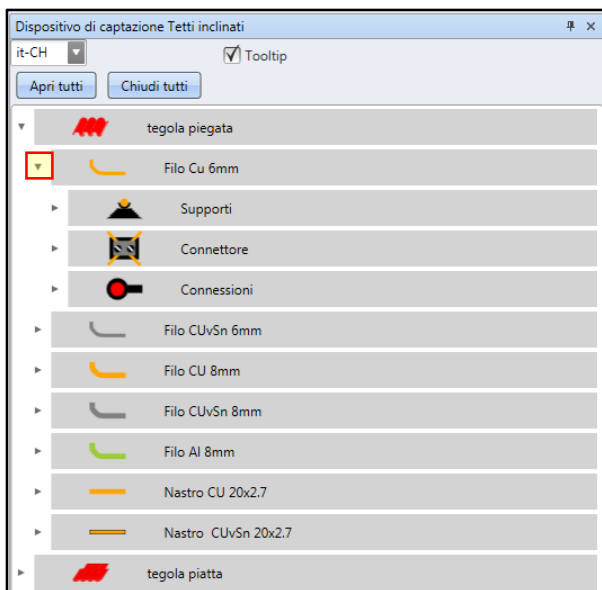 Dispositivo di captazione Tetti inclinati
it-CH
Tooltip
Apri tutti
Chiudi tutti
tegola piegata
Filo Cu 6mm
Supporti
Connettore
Connessioni
Filo CUvSn 6mm
Filo CU 8mm
Filo CUvSn 8mm
Filo Al 8mm
Nastro CU 20x2.7
Nastro CUvSn 20x2.7
tegola piatta